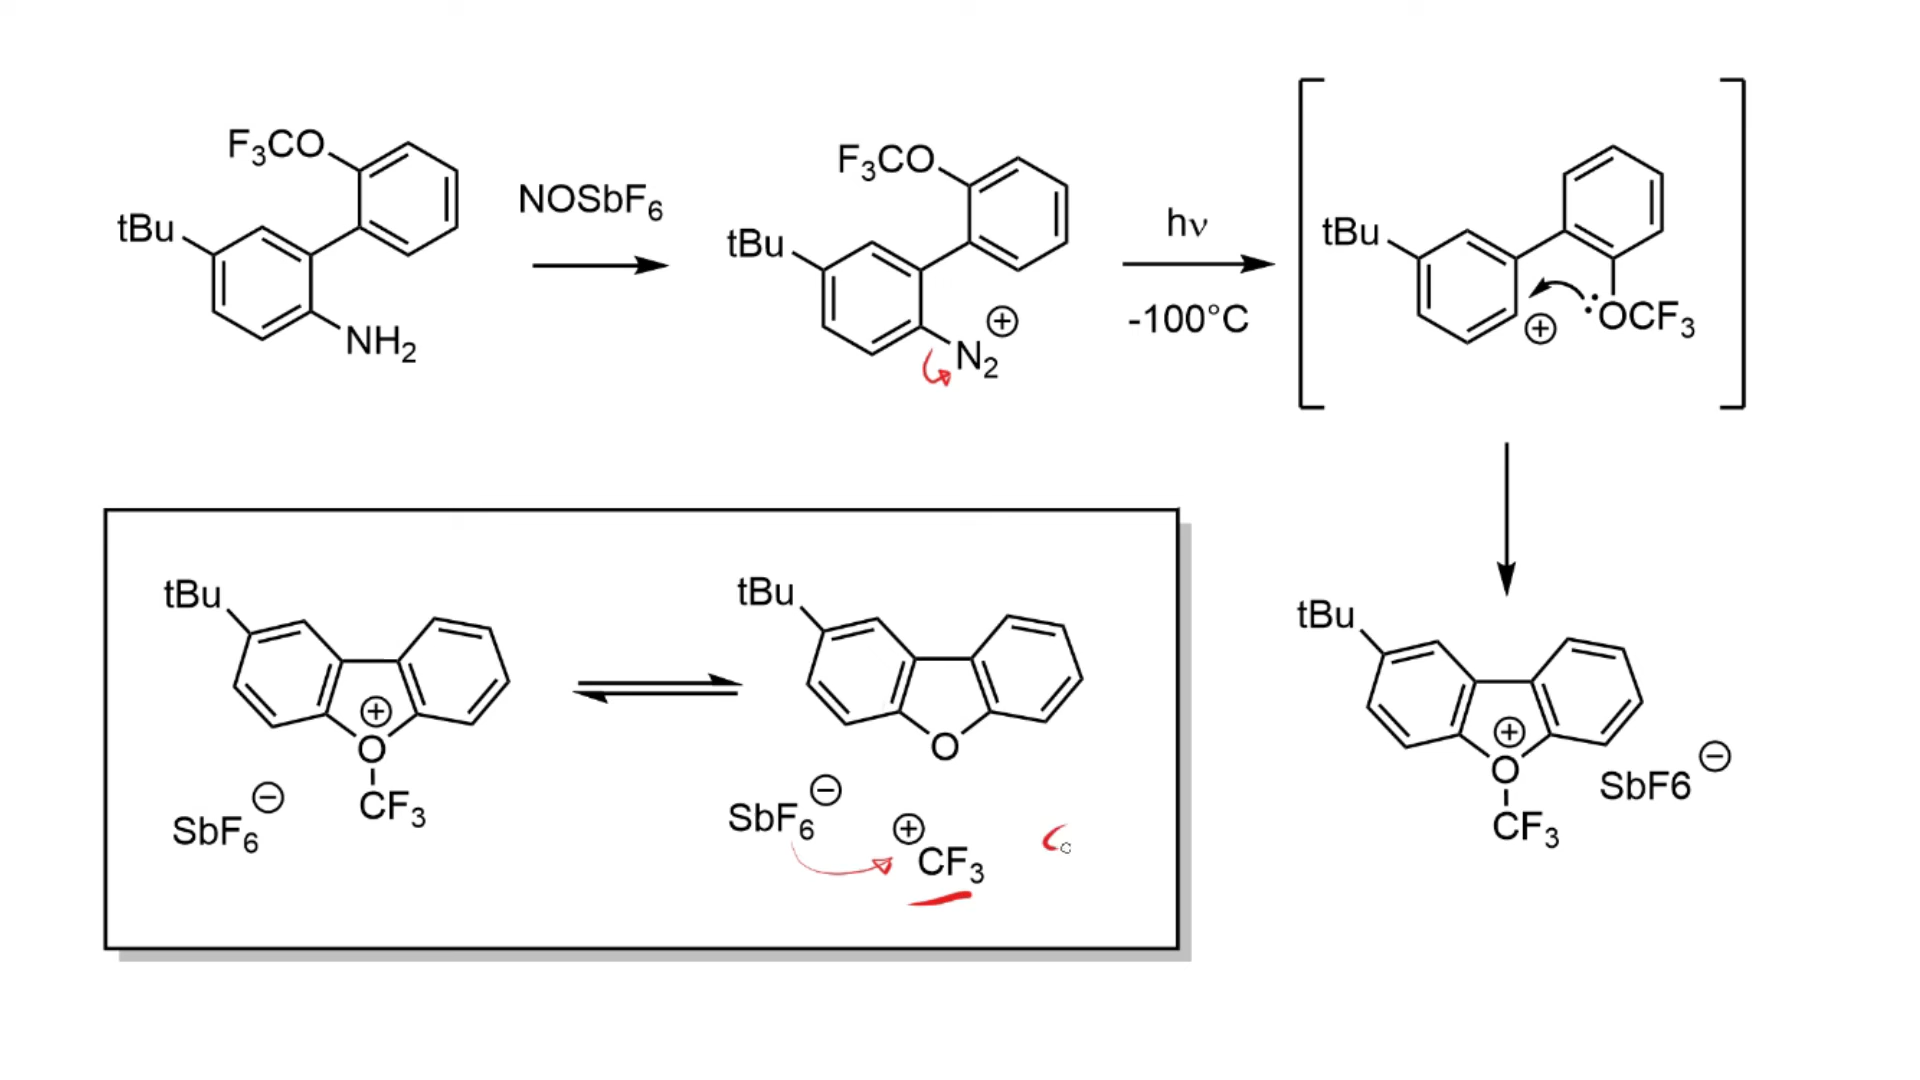 F₃CO
tBu
NH₂
NOSbF₆
F₃CO
tBu
N₂
⊕
hν
-100°C
tBu
⊕
:OCF₃
tBu
⊕
O
CF₃
SbF₆
⊖
tBu
O
SbF₆
⊖
⊕
CF₃
tBu
⊕
O
CF₃
SbF6
⊖